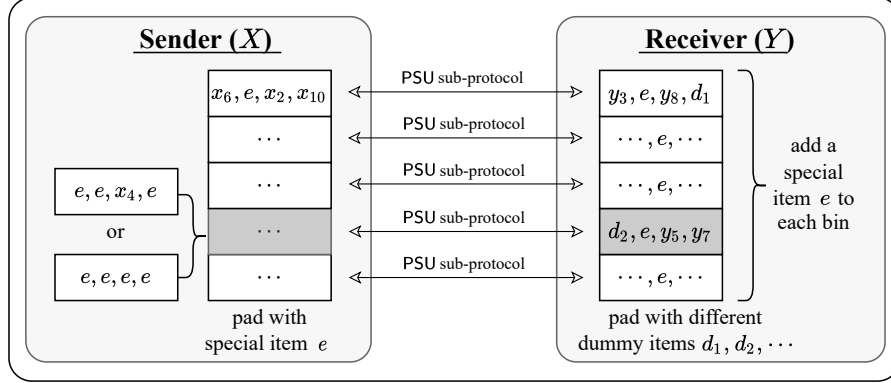 Sender (X)
Receiver (Y)
x₆, e, x₂, x₁₀
PSU sub-protocol
y₃, e, y₈, d₁
⋯
PSU sub-protocol
⋯, e, ⋯
e, e, x₄, e
⋯
PSU sub-protocol
⋯, e, ⋯
add a
special
item e to
each bin
or
⋯
PSU sub-protocol
d₂, e, y₅, y₇
e, e, e, e
⋯
PSU sub-protocol
⋯, e, ⋯
pad with
special item e
pad with different
dummy items d₁, d₂, ⋯